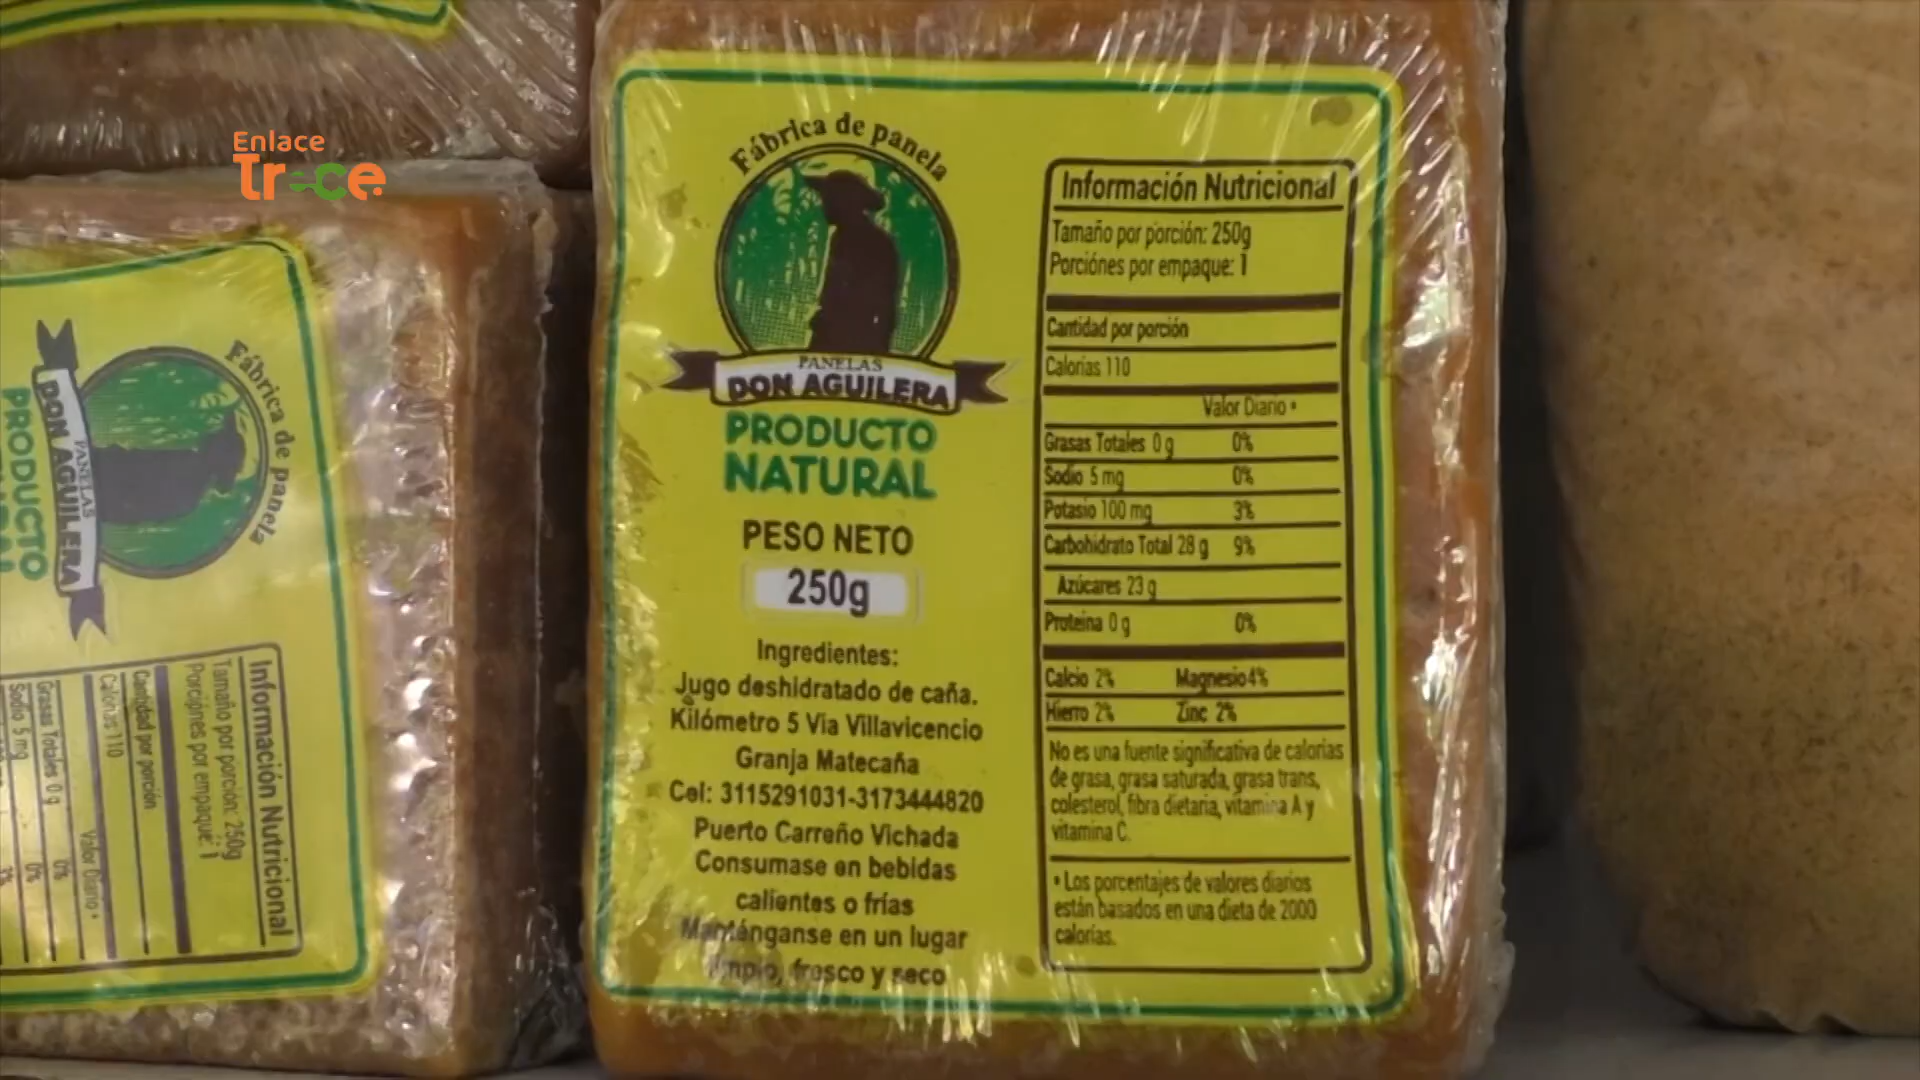 Enlace
trece
Fábrica de panela
PANELAS
DON AGUILERA
PRODUCTO
NATURAL
PESO NETO
250g
Ingredientes:
Jugo deshidratado de caña.
Kilómetro 5 Via Villavicencio
Granja Matecaña
Cel: 3115291031-3173444820
Puerto Carreño Vichada
Consumase en bebidas
calientes o frías
Manténganse en un lugar
limpio, fresco y seco
Información Nutricional
Tamaño por porción: 250g
Porciónes por empaque: 1
Cantidad por porción
Calorías 110
Valor Diario *
Grasas Totales 0 g 0%
Sodio 5 mg 0%
Potasio 100 mg 3%
Carbohidrato Total 28 g 9%
Azúcares 23 g
Proteína 0 g 0%
Calcio 2% Magnesio 4%
Hierro 2% Zinc 2%
No es una fuente significativa de calorías
de grasa, grasa saturada, grasa trans,
colesterol, fibra dietaria, vitamina A y
vitamina C.
* Los porcentajes de valores diarios
están basados en una dieta de 2000
calorías.
Fábrica de panela
PANELAS
DON AGUILERA
PRODUCTO
Información Nutricional
Tamaño por porción: 250g
Porciónes por empaque: 1
Cantidad por porción
Calorías 110
Valor Diario *
Grasas Totales 0 g 0%
Sodio 5 mg 0%
3%